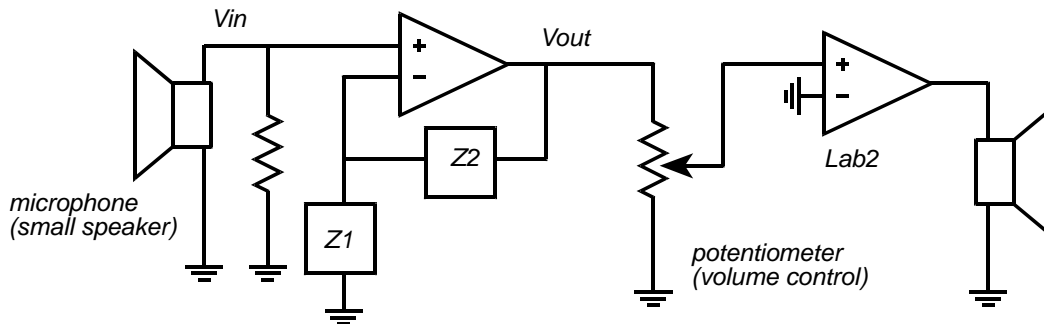 Vin
+
−
Vout
Z2
Z1
microphone
(small speaker)
+
−
Lab2
potentiometer
(volume control)